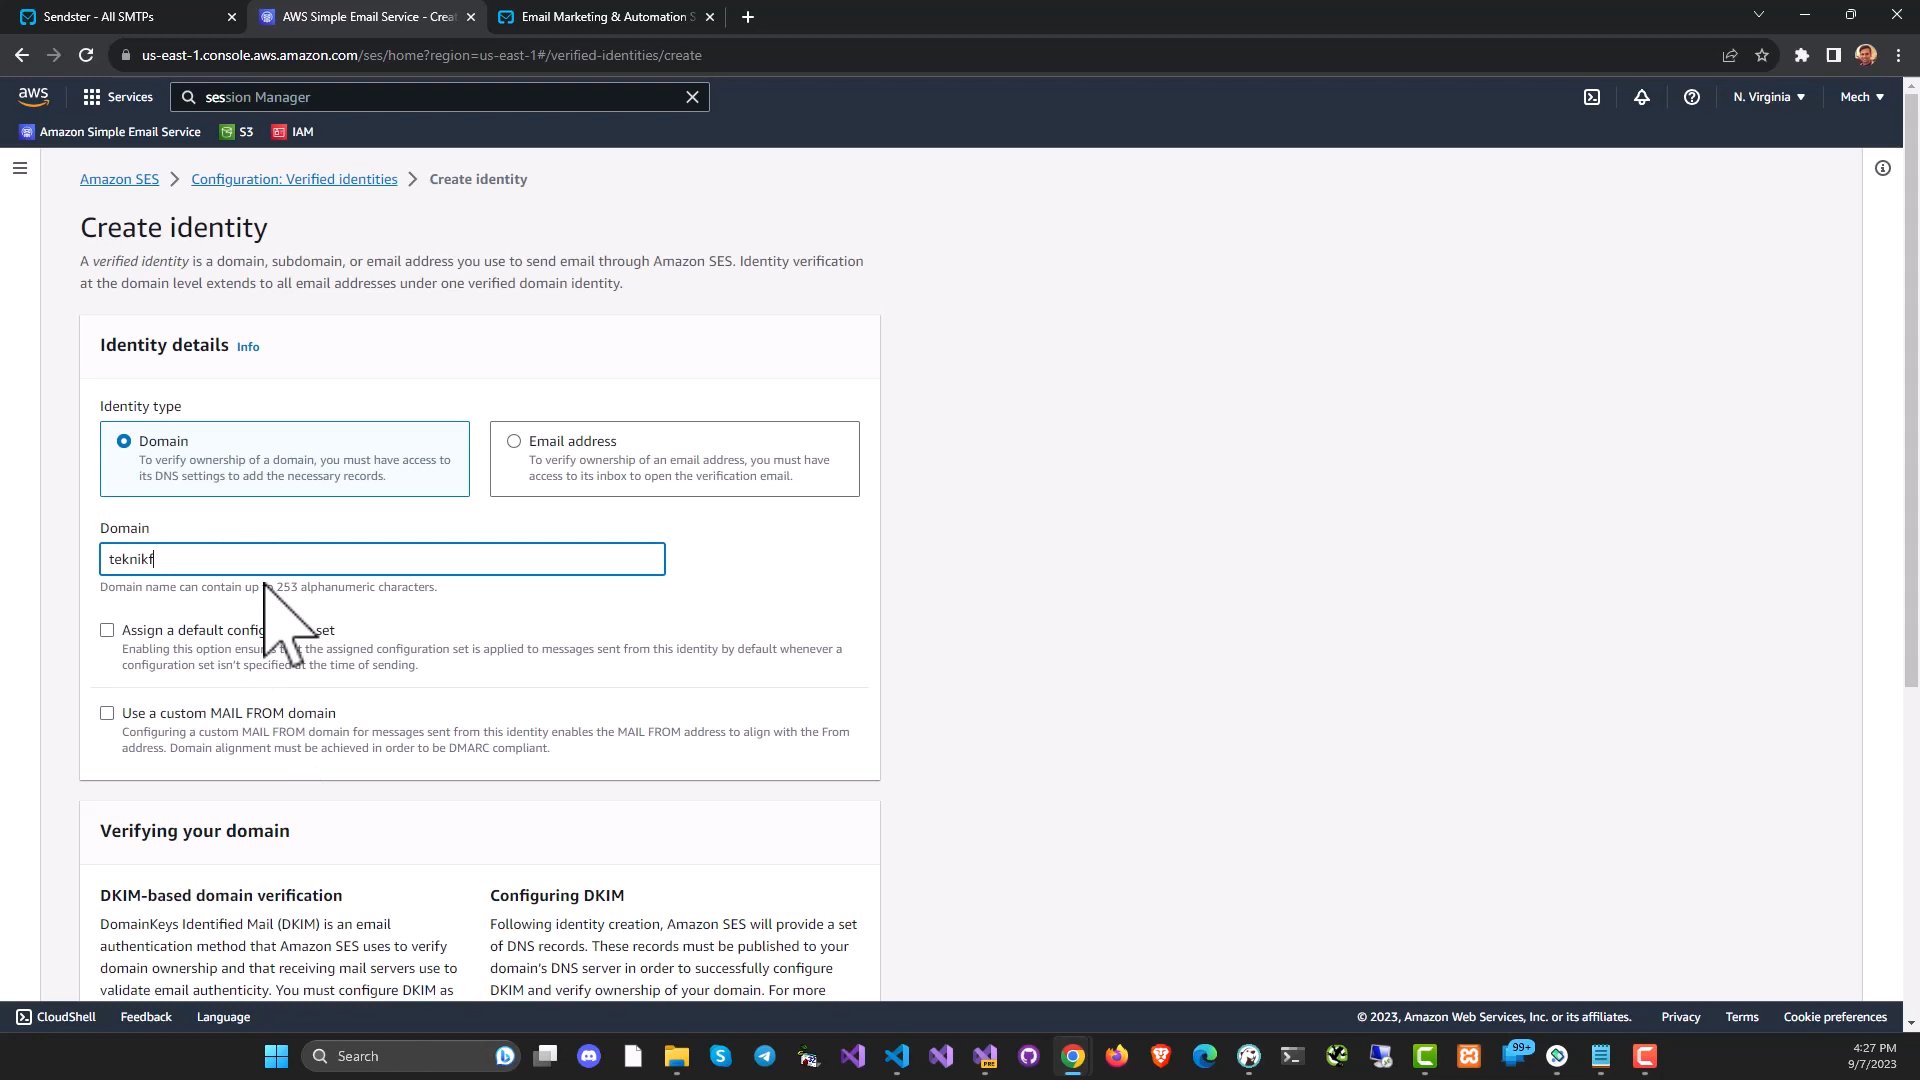 Sendster - All SMTPs
AWS Simple Email Service - Crea
Email Marketing & Automation S
us-east-1.console.aws.amazon.com/ses/home?region=us-east-1#/verified-identities/create
aws
Services
session Manager
N. Virginia
Mech
Amazon Simple Email Service
S3
IAM
Amazon SES
Configuration: Verified identities
Create identity
Create identity
A verified identity is a domain, subdomain, or email address you use to send email through Amazon SES. Identity verification
at the domain level extends to all email addresses under one verified domain identity.
Identity details Info
Identity type
Domain
To verify ownership of a domain, you must have access to
its DNS settings to add the necessary records.
Email address
To verify ownership of an email address, you must have
access to its inbox to open the verification email.
Domain
teknikf
Domain name can contain up 253 alphanumeric characters.
Assign a default config set
Enabling this option ensures the assigned configuration set is applied to messages sent from this identity by default whenever a
configuration set isn't specified at the time of sending.
Use a custom MAIL FROM domain
Configuring a custom MAIL FROM domain for messages sent from this identity enables the MAIL FROM address to align with the From
address. Domain alignment must be achieved in order to be DMARC compliant.
Verifying your domain
DKIM-based domain verification
DomainKeys Identified Mail (DKIM) is an email
authentication method that Amazon SES uses to verify
domain ownership and that receiving mail servers use to
validate email authenticity. You must configure DKIM as
Configuring DKIM
Following identity creation, Amazon SES will provide a set
of DNS records. These records must be published to your
domain's DNS server in order to successfully configure
DKIM and verify ownership of your domain. For more
CloudShell
Feedback
Language
© 2023, Amazon Web Services, Inc. or its affiliates.
Privacy
Terms
Cookie preferences
Search
PRE
99+
4:27 PM
9/7/2023